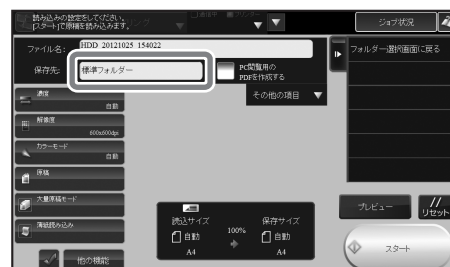 読み込みの設定をしてください。
[スタート]で原稿を読み込みます。
ジョブ状況
ファイル名：
HDD_20121025_154022
フォルダー選択画面に戻る
保存先：
標準フォルダー
PC閲覧用の
PDFを作成する
その他の項目 ▼
濃度
自動
解像度
600x600dpi
カラーモード
自動
原稿
大量原稿モード
薄紙読み込み
他の機能
読込サイズ
自動
A4
100%
保存サイズ
自動
A4
プレビュー
リセット
スタート